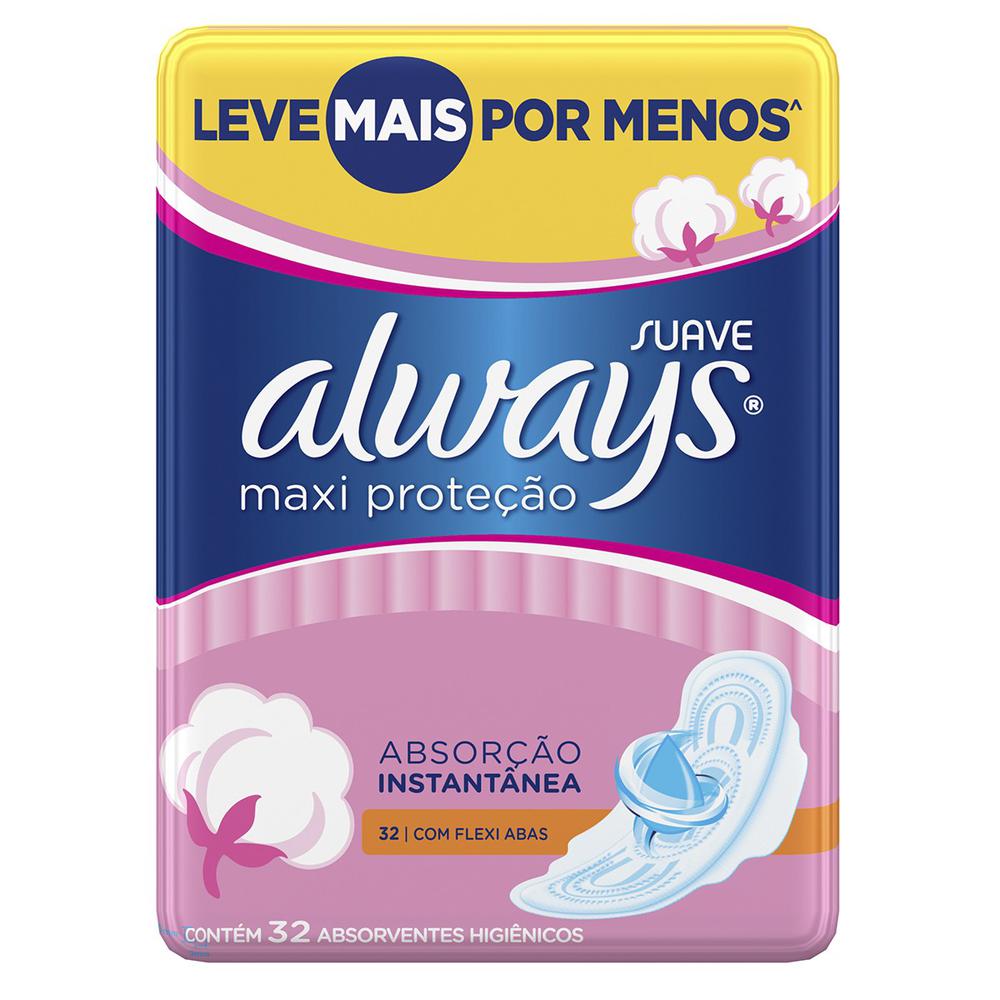 LEVE MAIS POR MENOS^
SUAVE
always®
maxi proteção
ABSORÇÃO
INSTANTÂNEA
32 | COM FLEXI ABAS
CONTÉM 32 ABSORVENTES HIGIÊNICOS